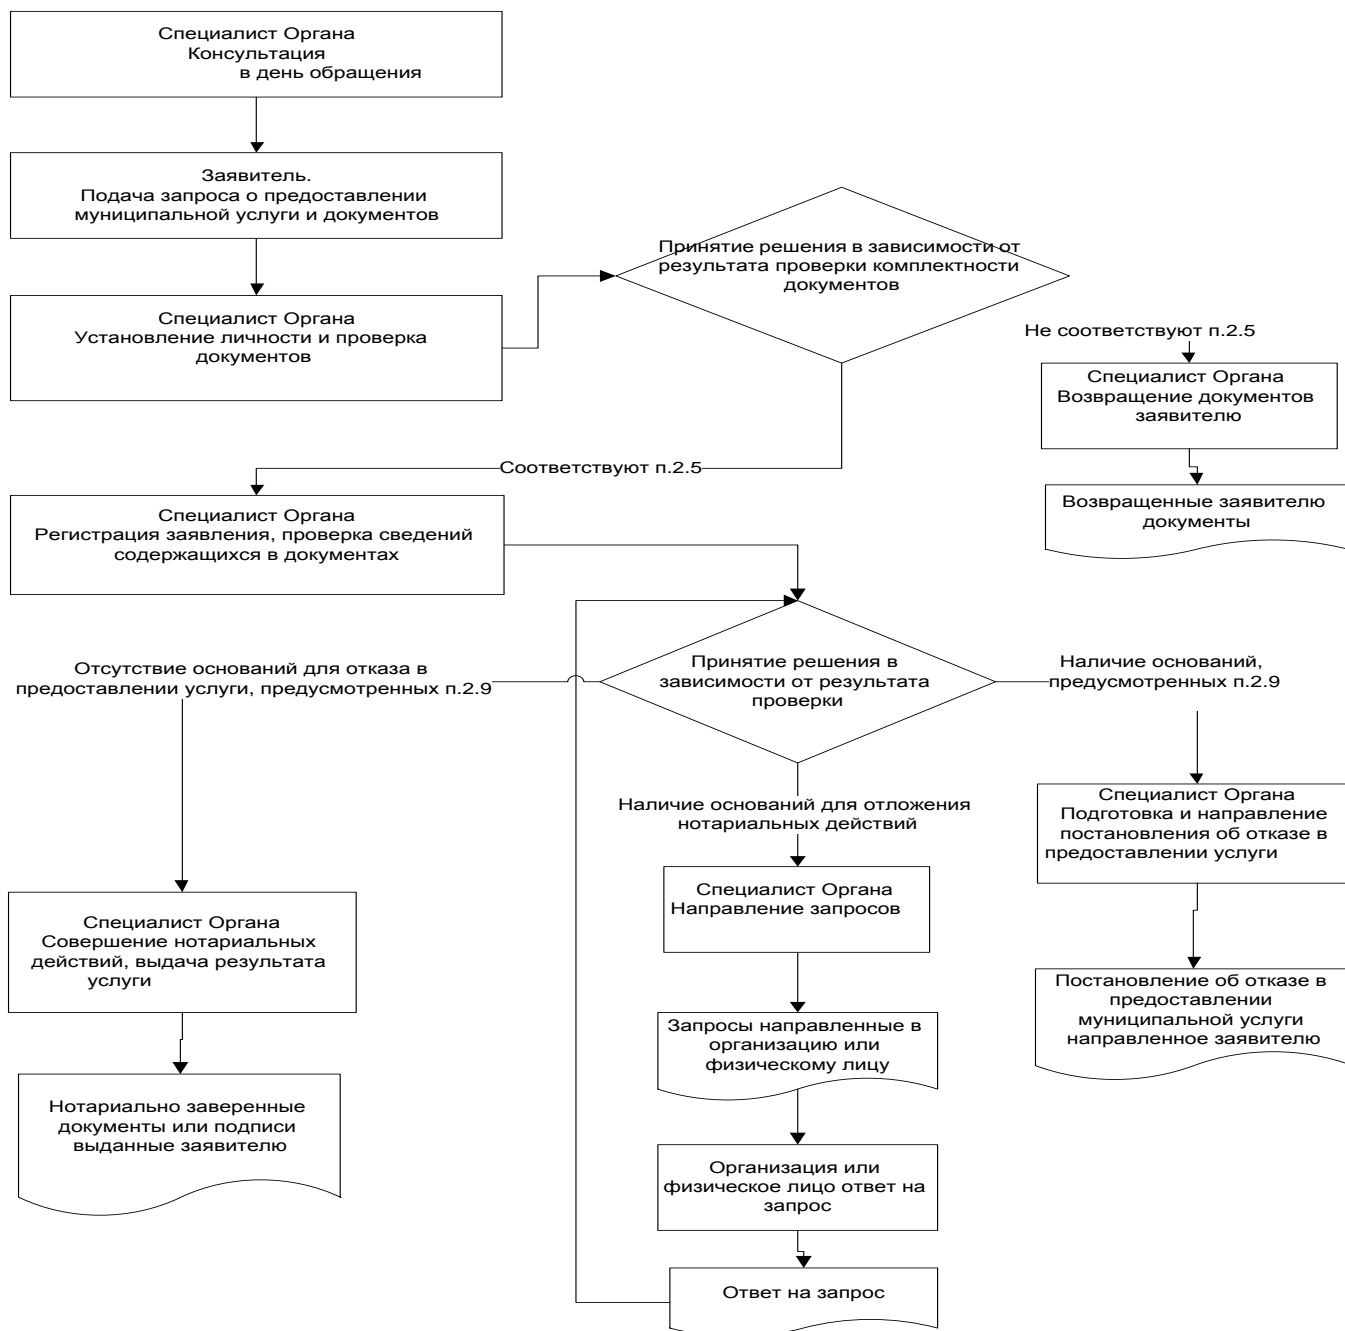 Специалист Органа
Консультация
в день обращения
Заявитель.
Подача запроса о предоставлении
муниципальной услуги и документов
Специалист Органа
Установление личности и проверка
документов
Принятие решения в зависимости от
результата проверки комплектности
документов
Не соответствуют п.2.5
Специалист Органа
Возвращение документов
заявителю
Возвращенные заявителю
документы
Соответствуют п.2.5
Специалист Органа
Регистрация заявления, проверка сведений
содержащихся в документах
Принятие решения в
зависимости от результата
проверки
Отсутствие оснований для отказа в
предоставлении услуги, предусмотренных п.2.9
Наличие оснований,
предусмотренных п.2.9
Наличие оснований для отложения
нотариальных действий
Специалист Органа
Подготовка и направление
постановления об отказе в
предоставлении услуги
Специалист Органа
Направление запросов
Специалист Органа
Совершение нотариальных
действий, выдача результата
услуги
Постановление об отказе в
предоставлении
муниципальной услуги
направленное заявителю
Запросы направленные в
организацию или
физическому лицу
Нотариально заверенные
документы или подписи
выданные заявителю
Организация или
физическое лицо ответ на
запрос
Ответ на запрос